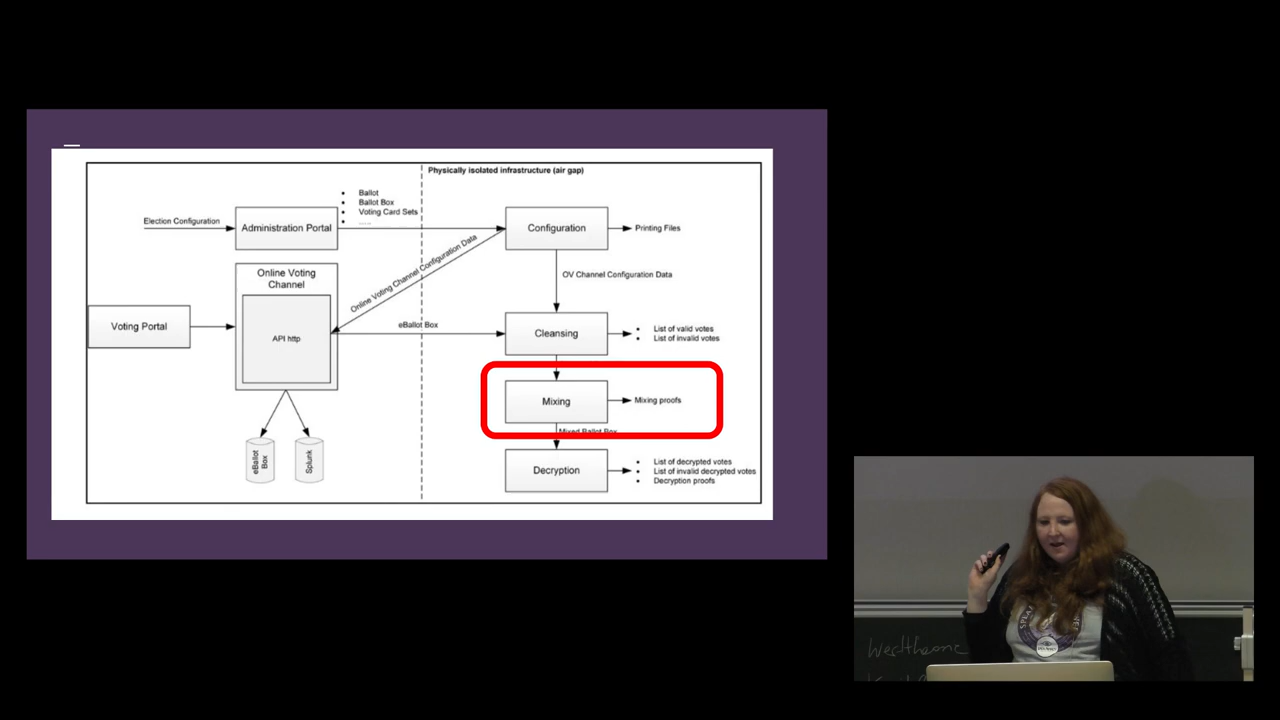 Physically isolated infrastructure (air gap)
Ballot
Ballot Box
Voting Card Sets
.....
Election Configuration
Administration Portal
Configuration
Printing Files
Online Voting Channel Configuration Data
OV Channel Configuration Data
Online Voting
Channel
API http
Voting Portal
eBallot Box
Cleansing
List of valid votes
List of invalid votes
Mixing
Mixing proofs
Mixed Ballot Box
eBallot
Box
Splunk
Decryption
List of decrypted votes
List of invalid decrypted votes
Decryption proofs